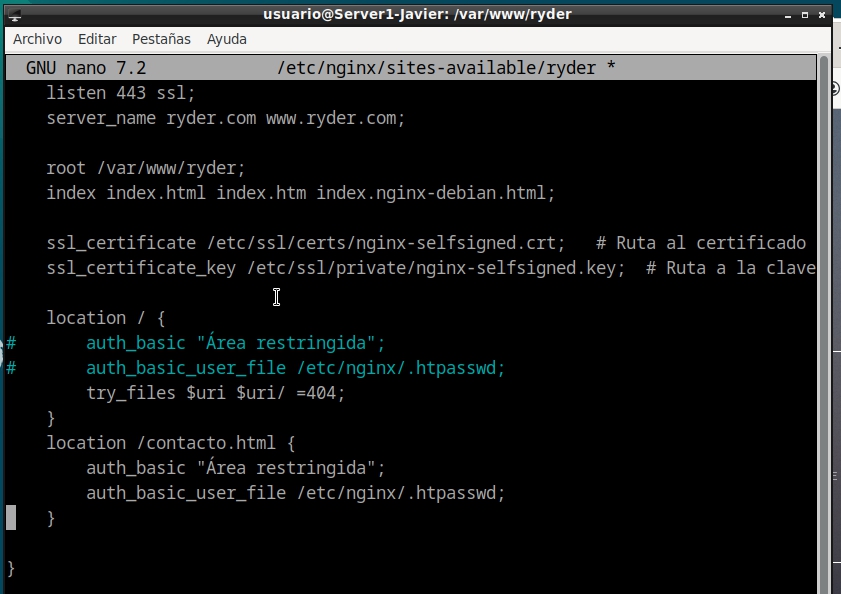 usuario@Server1-Javier: /var/www/ryder
Archivo Editar Pestañas Ayuda
GNU nano 7.2 /etc/nginx/sites-available/ryder *
listen 443 ssl;
server_name ryder.com www.ryder.com;
root /var/www/ryder;
index index.html index.htm index.nginx-debian.html;
ssl_certificate /etc/ssl/certs/nginx-selfsigned.crt; # Ruta al certificado
ssl_certificate_key /etc/ssl/private/nginx-selfsigned.key; # Ruta a la clave
location / {
# auth_basic "Área restringida";
# auth_basic_user_file /etc/nginx/.htpasswd;
try_files $uri $uri/ =404;
}
location /contacto.html {
auth_basic "Área restringida";
auth_basic_user_file /etc/nginx/.htpasswd;
}
}